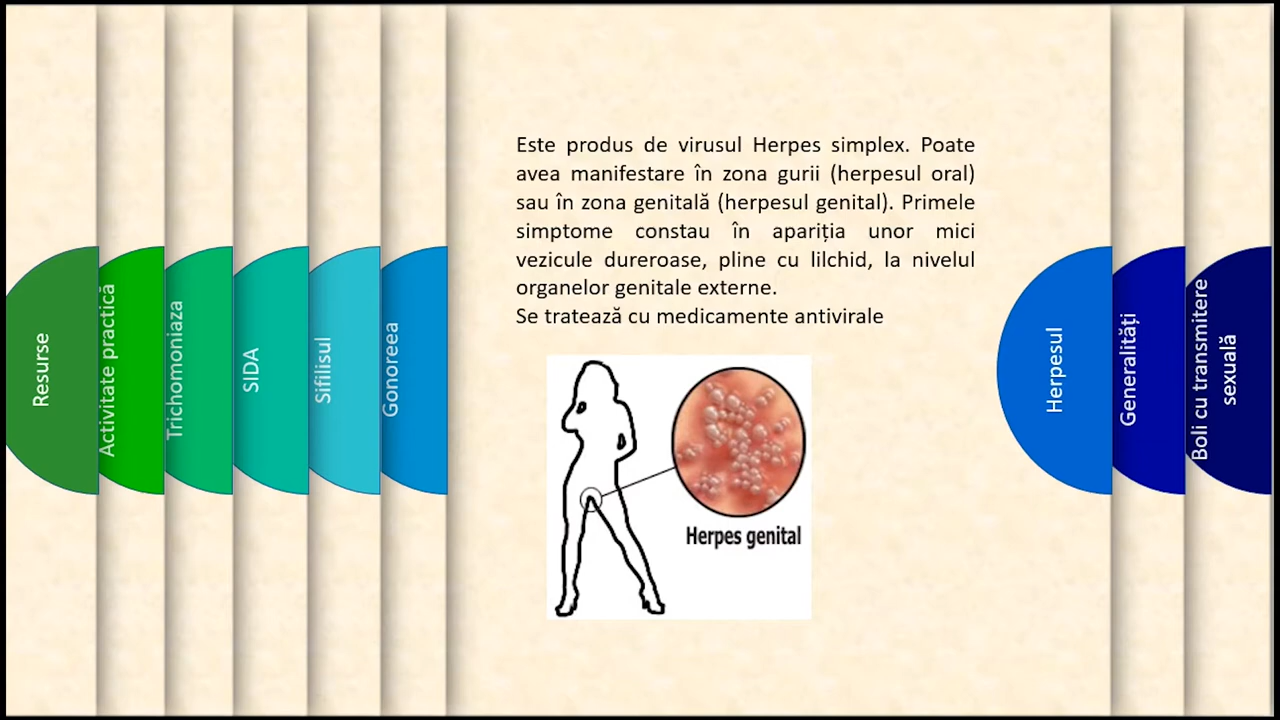 Resurse
Activitate practică
Trichomoniaza
SIDA
Sifilisul
Gonoreea
Este produs de virusul Herpes simplex. Poate
avea manifestare în zona gurii (herpesul oral)
sau în zona genitală (herpesul genital). Primele
simptome constau în apariția unor mici
vezicule dureroase, pline cu lilchid, la nivelul
organelor genitale externe.
Se tratează cu medicamente antivirale
Herpes genital
Herpesul
Generalități
Boli cu transmitere
sexuală